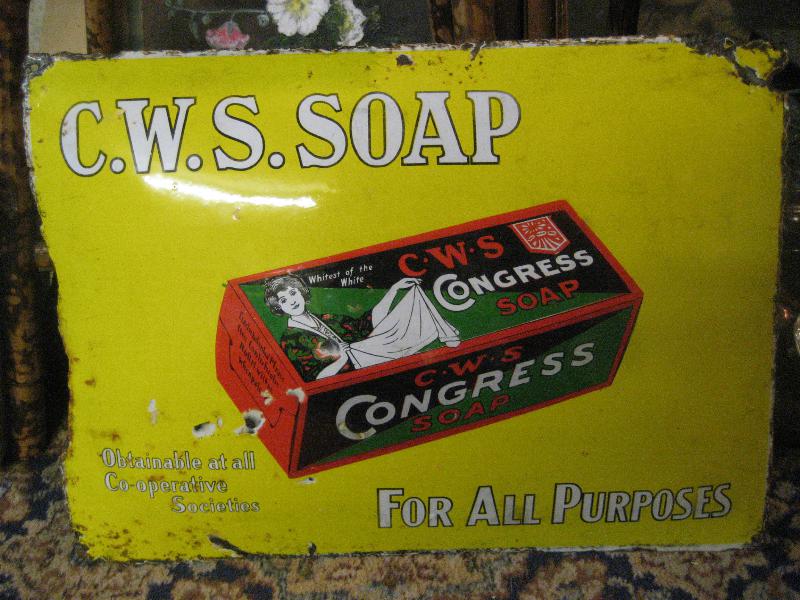 C.W.S. SOAP
Whitest of the
White
C·W·S
CONGRESS
SOAP
C·W·S
CONGRESS
SOAP
Obtainable at all
Co-operative
Societies
FOR ALL PURPOSES